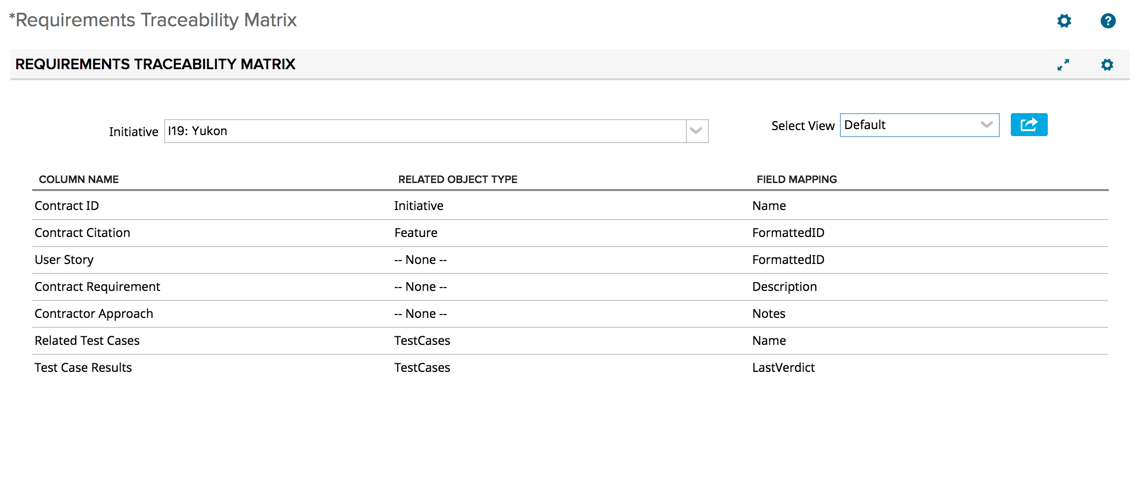 *Requirements Traceability Matrix
?
REQUIREMENTS TRACEABILITY MATRIX
Initiative I19: Yukon Select View Default
COLUMN NAME RELATED OBJECT TYPE FIELD MAPPING
Contract ID Initiative Name
Contract Citation Feature FormattedID
User Story -- None -- FormattedID
Contract Requirement -- None -- Description
Contractor Approach -- None -- Notes
Related Test Cases TestCases Name
Test Case Results TestCases LastVerdict